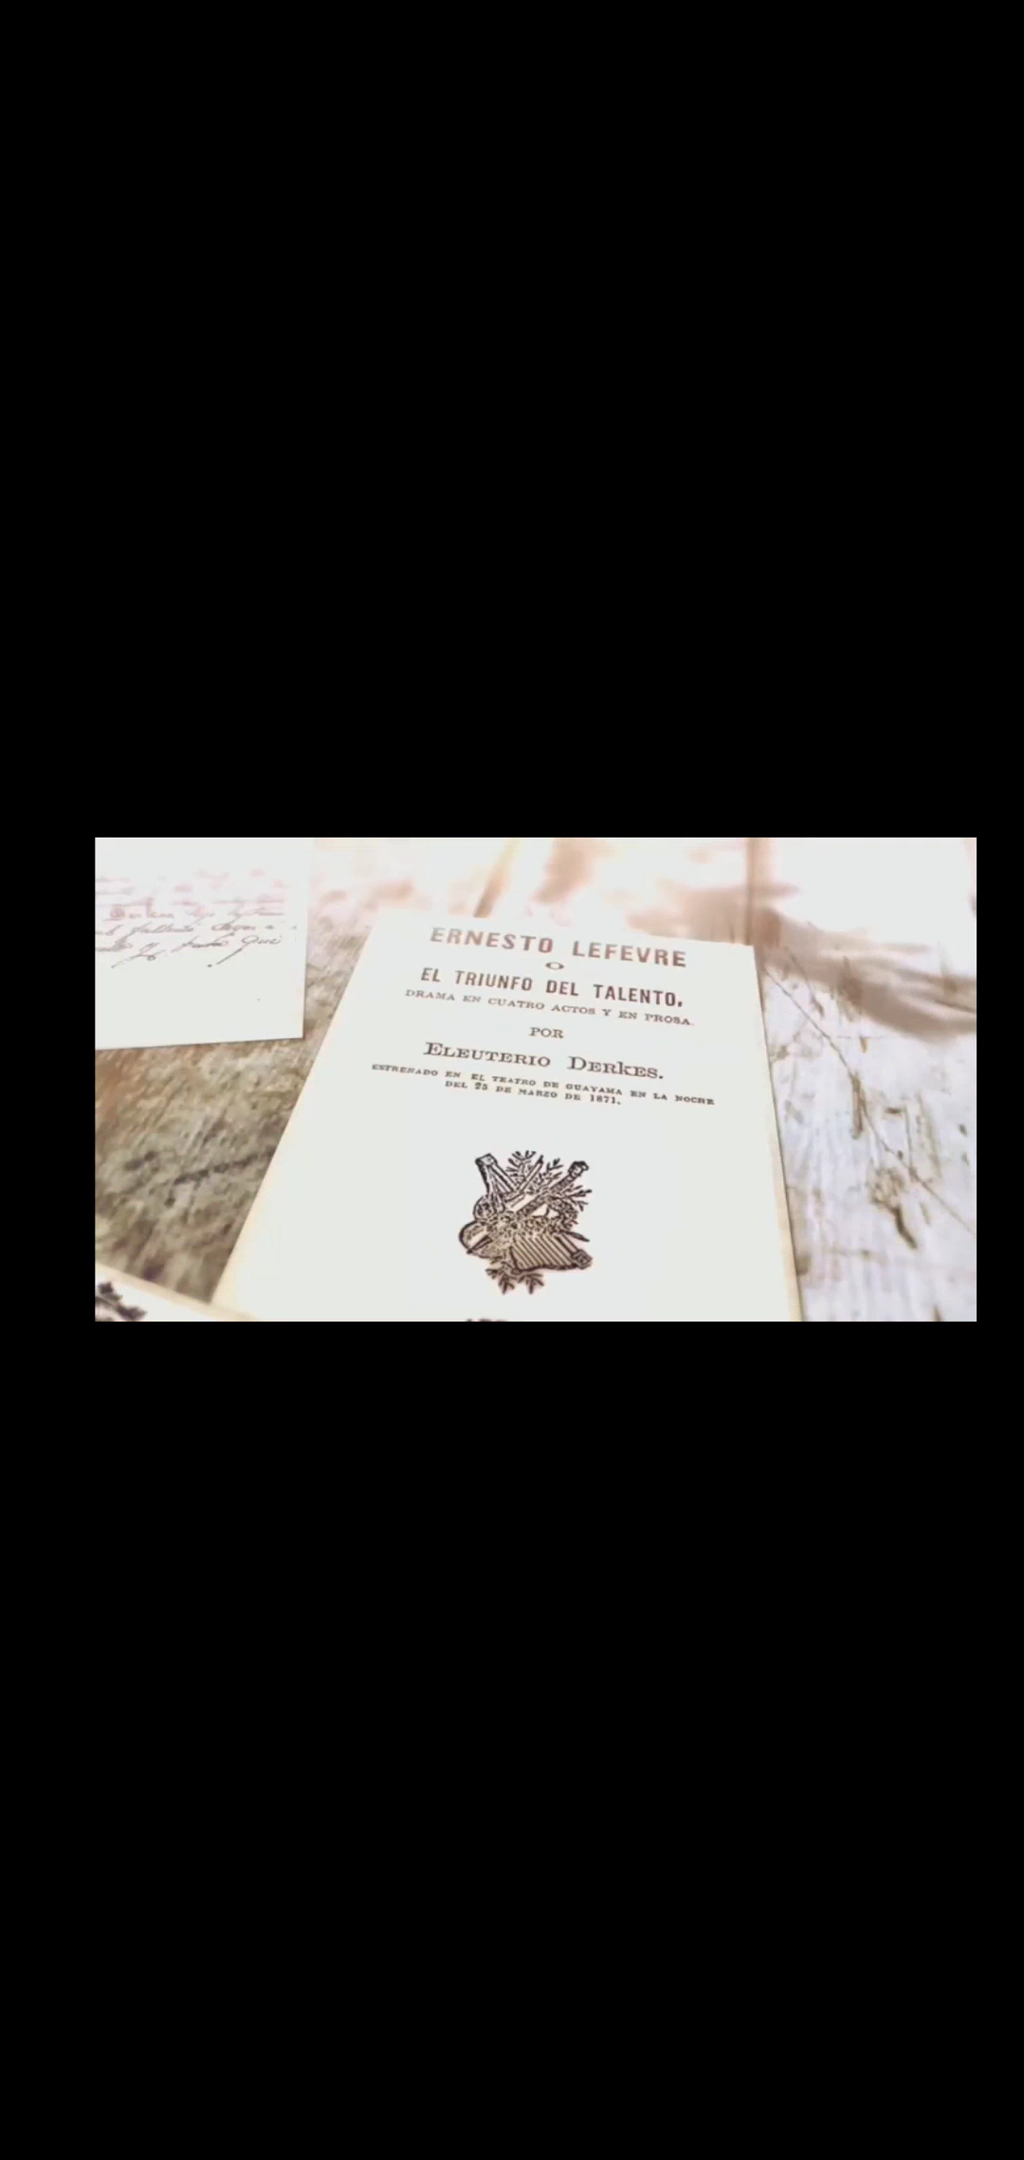 ERNESTO LEFEVRE
O
EL TRIUNFO DEL TALENTO,
DRAMA EN CUATRO ACTOS Y EN PROSA.
POR
ELEUTERIO DERKES.
ESTRENADO EN EL TEATRO DE GUAYAMA EN LA NOCHE
DEL 25 DE MARZO DE 1871.
que